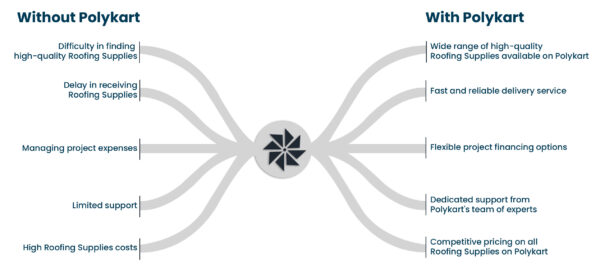 Without Polykart
Difficulty in finding
high-quality Roofing Supplies
Delay in receiving
Roofing Supplies
Managing project expenses
Limited support
High Roofing Supplies costs
With Polykart
Wide range of high-quality
Roofing Supplies available on Polykart
Fast and reliable delivery service
Flexible project financing options
Dedicated support from
Polykart's team of experts
Competitive pricing on all
Roofing Supplies on Polykart